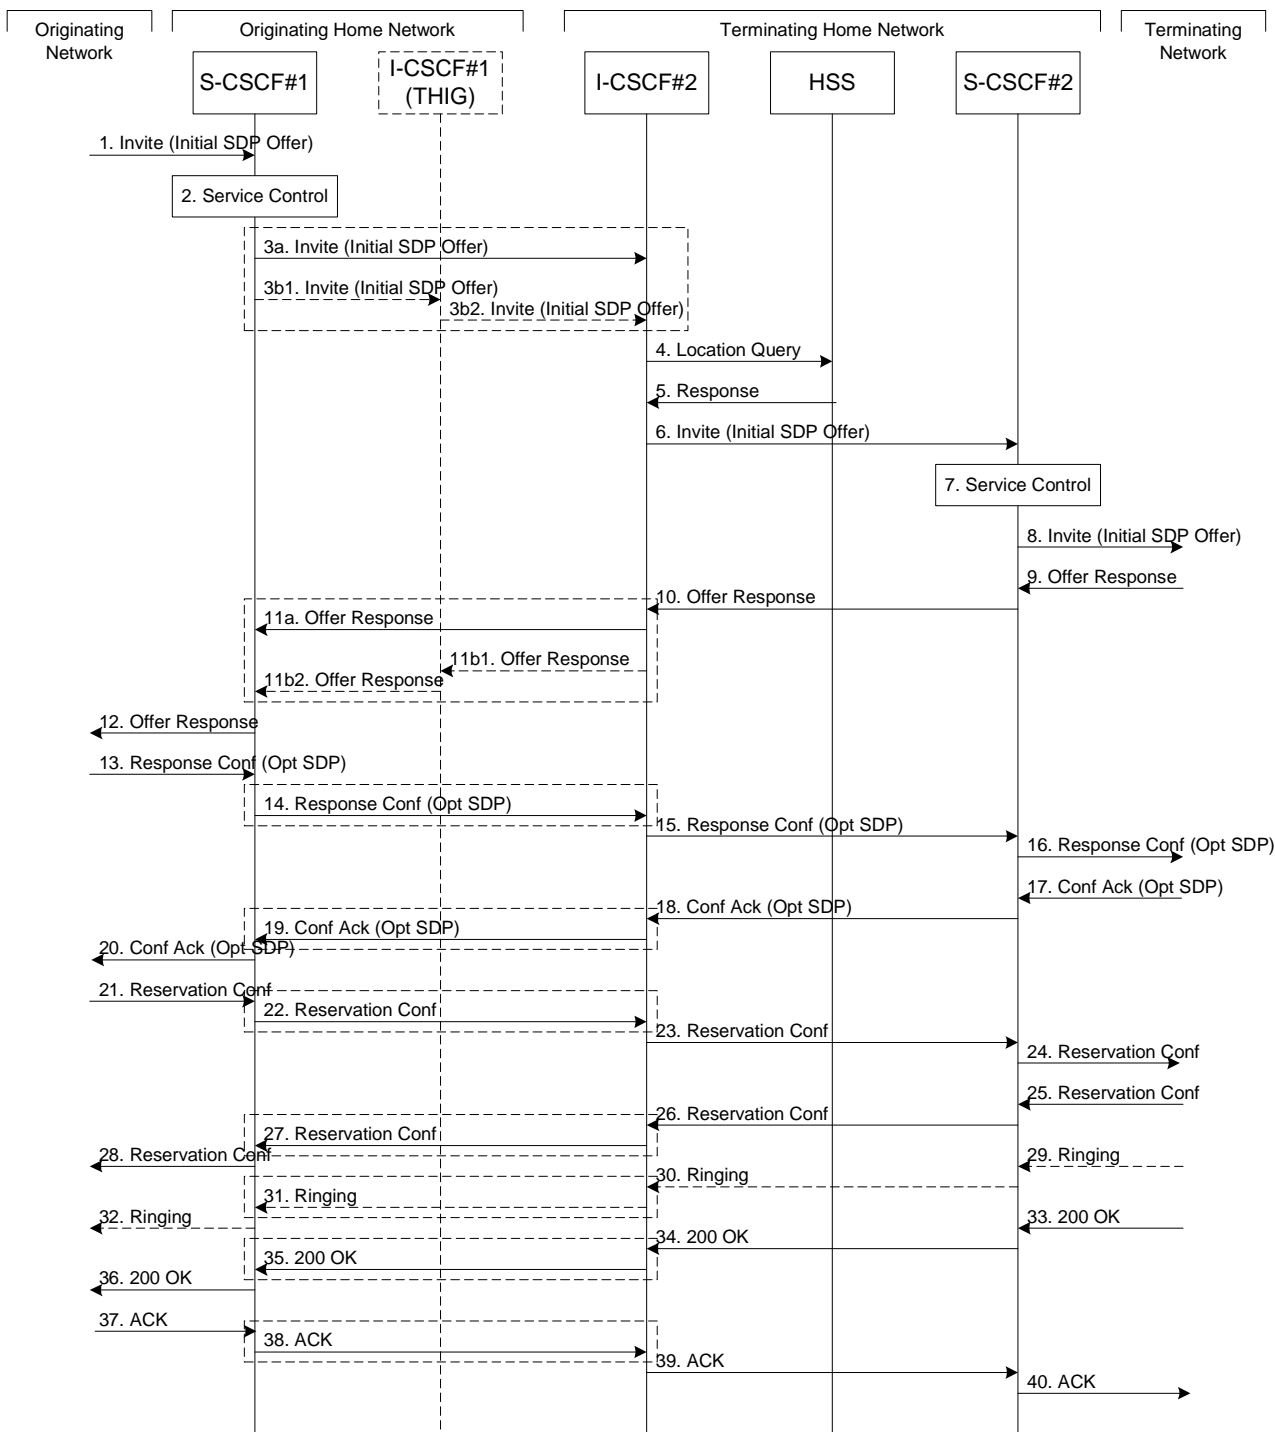 Originating
Network
Originating Home Network
Terminating Home Network
Terminating
Network
S-CSCF#1
I-CSCF#1
(THIG)
I-CSCF#2
HSS
S-CSCF#2
1. Invite (Initial SDP Offer)
2. Service Control
3a. Invite (Initial SDP Offer)
3b1. Invite (Initial SDP Offer)
3b2. Invite (Initial SDP Offer)
4. Location Query
5. Response
6. Invite (Initial SDP Offer)
7. Service Control
8. Invite (Initial SDP Offer)
9. Offer Response
10. Offer Response
11a. Offer Response
11b1. Offer Response
11b2. Offer Response
12. Offer Response
13. Response Conf (Opt SDP)
14. Response Conf (Opt SDP)
15. Response Conf (Opt SDP)
16. Response Conf (Opt SDP)
17. Conf Ack (Opt SDP)
18. Conf Ack (Opt SDP)
19. Conf Ack (Opt SDP)
20. Conf Ack (Opt SDP)
21. Reservation Conf
22. Reservation Conf
23. Reservation Conf
24. Reservation Conf
25. Reservation Conf
26. Reservation Conf
27. Reservation Conf
28. Reservation Conf
29. Ringing
30. Ringing
31. Ringing
32. Ringing
33. 200 OK
34. 200 OK
35. 200 OK
36. 200 OK
37. ACK
38. ACK
39. ACK
40. ACK